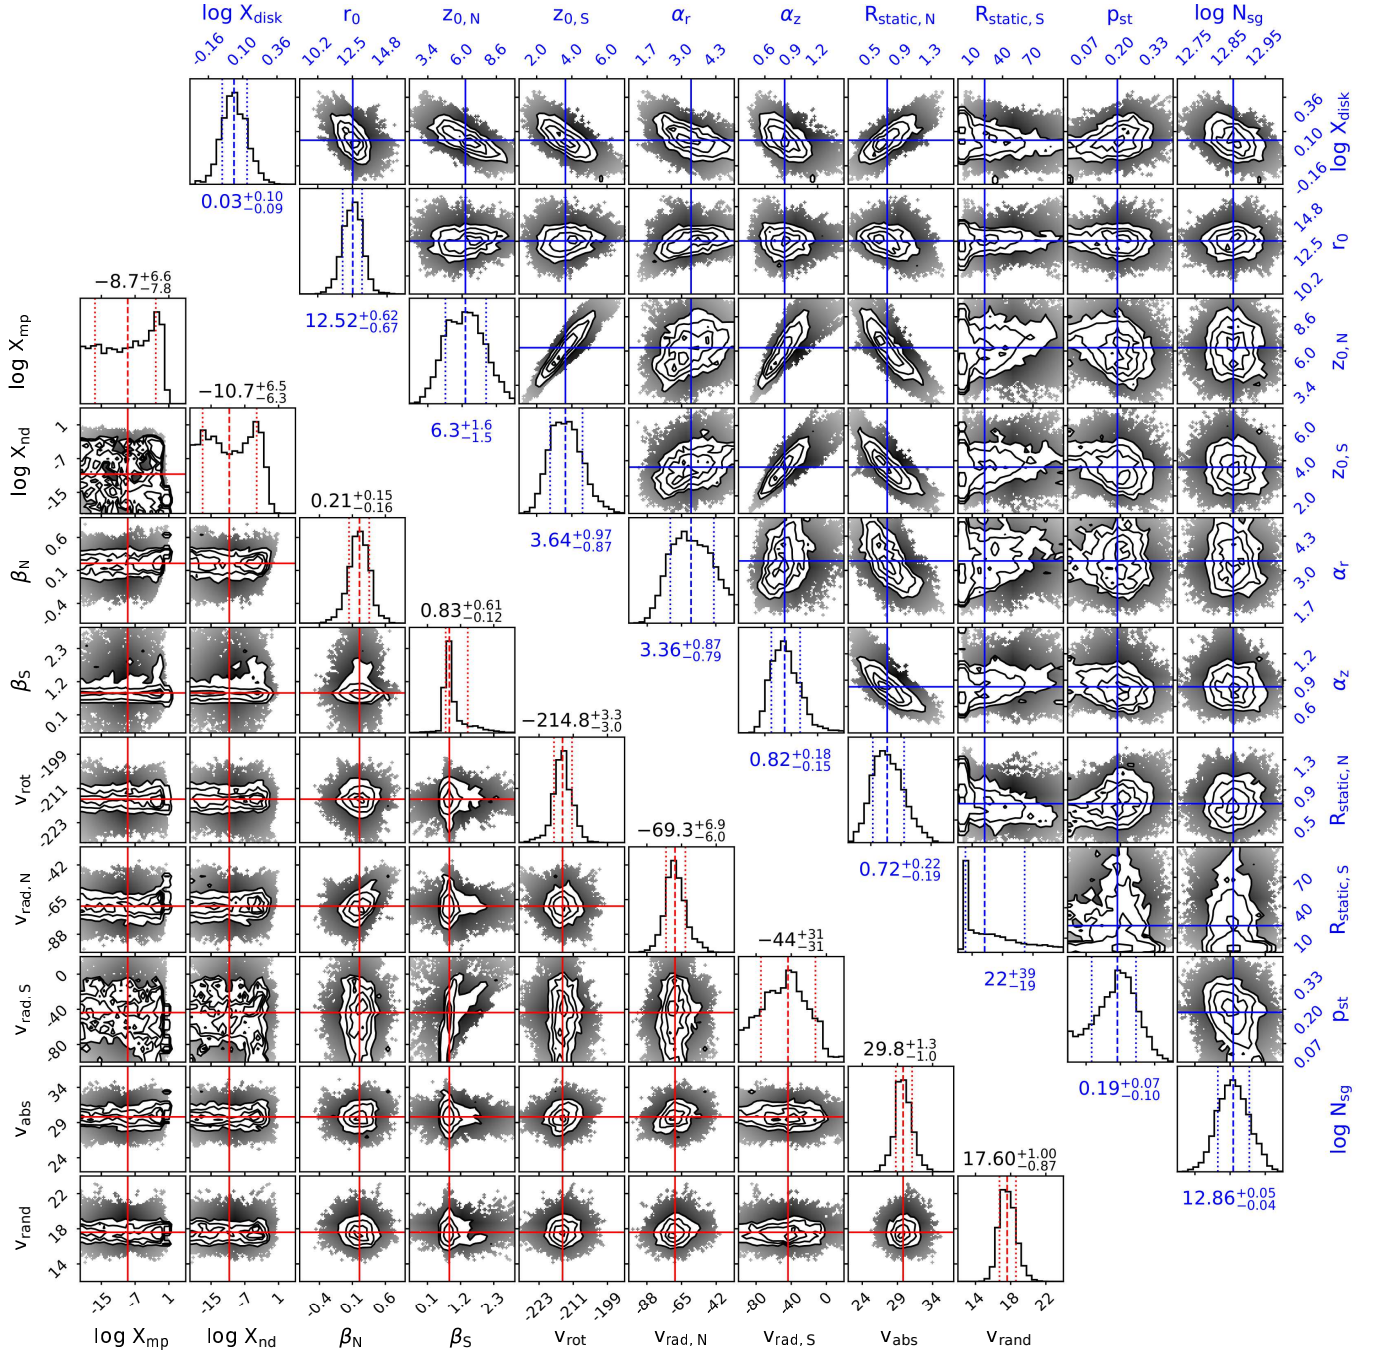 log X_disk r_0 z_0,N z_0,S α_r α_z R_static,N R_static,S p_st log N_sg
-0.16 0.10 0.36 10.2 12.5 14.8 3.4 6.0 8.6 2.0 4.0 6.0 1.7 3.0 4.3 0.6 0.9 1.2 0.5 0.9 1.3 10 40 70 0.07 0.20 0.33 12.75 12.85 12.95
0.36 0.10 -0.16 log X_disk
0.03 +0.10 −0.09
14.8 12.5 10.2 r_0
−8.7 +6.6 −7.8
12.52 +0.62 −0.67
log X_mp
8.6 6.0 3.4 z_0,N
−10.7 +6.5 −6.3
6.3 +1.6 −1.5
log X_nd 1 -7 -15
6.0 4.0 2.0 z_0,S
0.21 +0.15 −0.16
3.64 +0.97 −0.87
β_N 0.6 0.1 -0.4
4.3 3.0 1.7 α_r
0.83 +0.61 −0.12
3.36 +0.87 −0.79
β_S 2.3 1.2 0.1
1.2 0.9 0.6 α_z
−214.8 +3.3 −3.0
0.82 +0.18 −0.15
v_rot -199 -211 -223
1.3 0.9 0.5 R_static,N
−69.3 +6.9 −6.0
0.72 +0.22 −0.19
v_rad,N -42 -65 -88
70 40 10 R_static,S
−44 +31 −31
22 +39 −19
v_rad,S 0 -40 -80
0.33 0.20 0.07 p_st
29.8 +1.3 −1.0
0.19 +0.07 −0.10
v_abs 34 29 24
log N_sg
17.60 +1.00 −0.87
12.86 +0.05 −0.04
v_rand 22 18 14
-15 -7 1 -15 -7 1 -0.4 0.1 0.6 0.1 1.2 2.3 -223 -211 -199 -88 -65 -42 -80 -40 0 24 29 34 14 18 22
log X_mp log X_nd β_N β_S v_rot v_rad,N v_rad,S v_abs v_rand